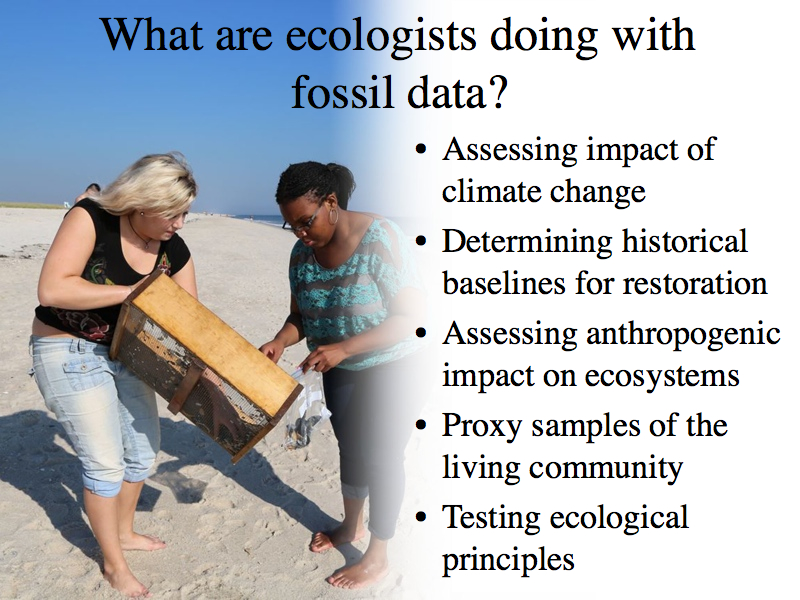 What are ecologists doing with
fossil data?
• Assessing impact of
climate change
• Determining historical
baselines for restoration
• Assessing anthropogenic
impact on ecosystems
• Proxy samples of the
living community
• Testing ecological
principles